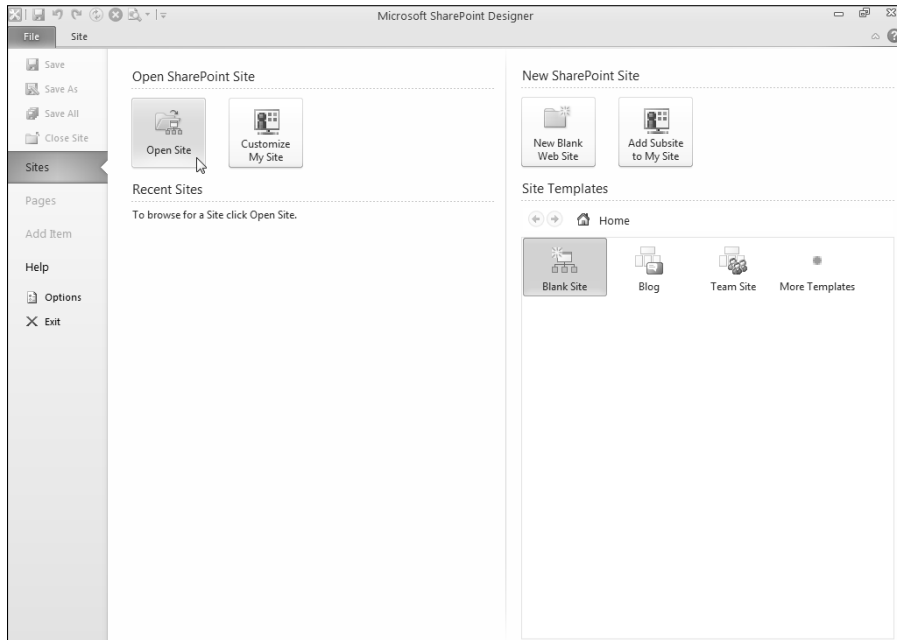 Microsoft SharePoint Designer
File Site
Save
Save As
Save All
Close Site
Sites
Pages
Add Item
Help
Options
Exit
Open SharePoint Site
Open Site
Customize
My Site
Recent Sites
To browse for a Site click Open Site.
New SharePoint Site
New Blank
Web Site
Add Subsite
to My Site
Site Templates
Home
Blank Site
Blog
Team Site
More Templates